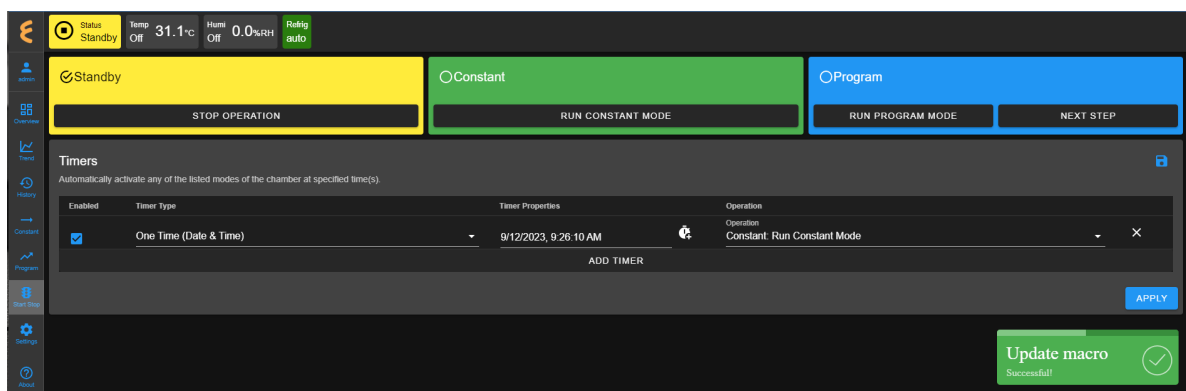 Status
Standby
Temp
Off
31.1°C
Humi
Off
0.0%RH
Refrig
auto
admin
Overview
Trend
History
Constant
Program
Start Stop
Settings
About
Standby
STOP OPERATION
Constant
RUN CONSTANT MODE
Program
RUN PROGRAM MODE
NEXT STEP
Timers
Automatically activate any of the listed modes of the chamber at specified time(s).
Enabled Timer Type Timer Properties Operation
One Time (Date & Time)
9/12/2023, 9:26:10 AM
Operation
Constant: Run Constant Mode
ADD TIMER
APPLY
Update macro
Successful!